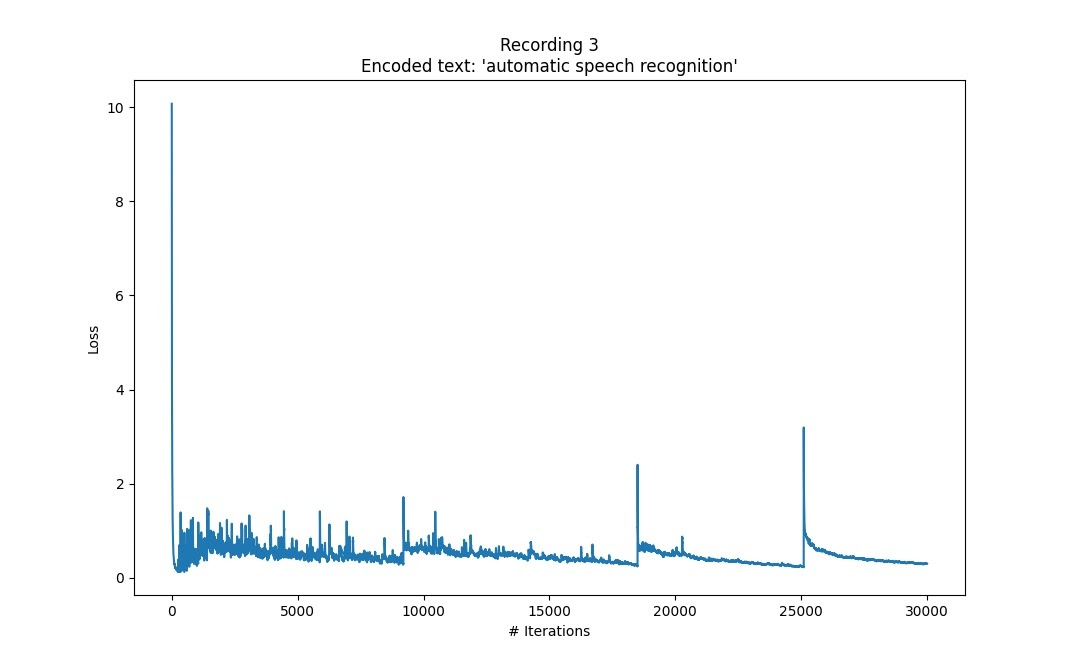 Recording 3
Encoded text: 'automatic speech recognition'
10
8
6
4
2
0
Loss
0 5000 10000 15000 20000 25000 30000
# Iterations